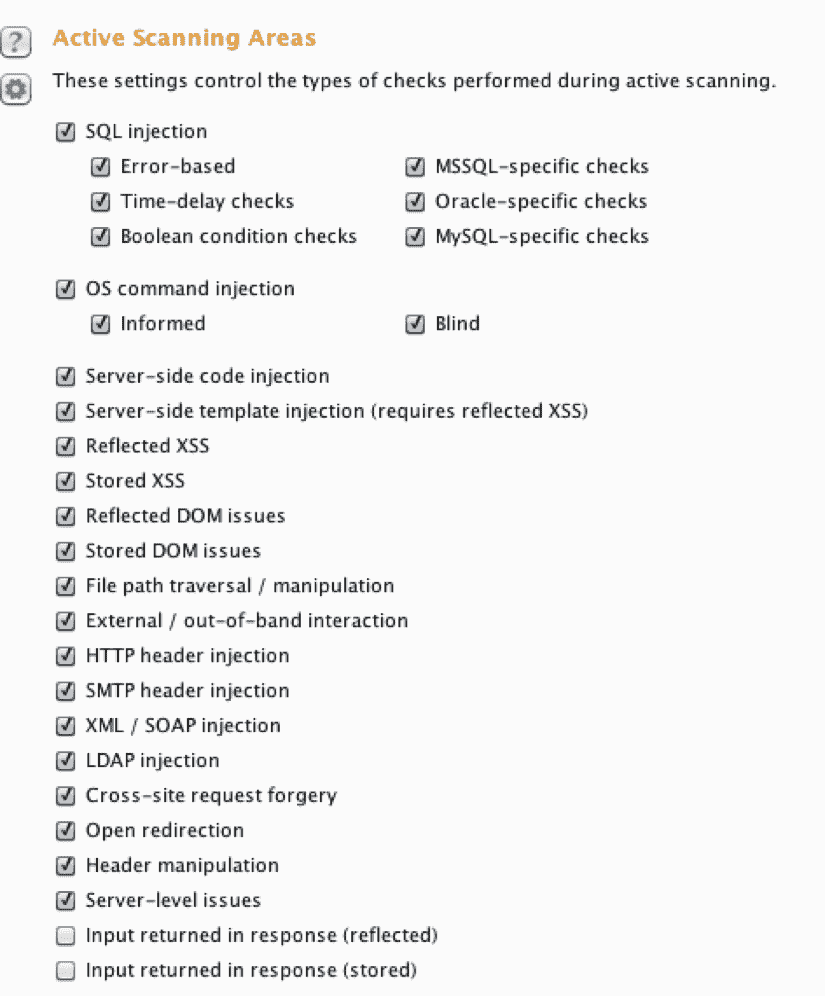 ?
Active Scanning Areas
These settings control the types of checks performed during active scanning.
SQL injection
Error-based MSSQL-specific checks
Time-delay checks Oracle-specific checks
Boolean condition checks MySQL-specific checks
OS command injection
Informed Blind
Server-side code injection
Server-side template injection (requires reflected XSS)
Reflected XSS
Stored XSS
Reflected DOM issues
Stored DOM issues
File path traversal / manipulation
External / out-of-band interaction
HTTP header injection
SMTP header injection
XML / SOAP injection
LDAP injection
Cross-site request forgery
Open redirection
Header manipulation
Server-level issues
Input returned in response (reflected)
Input returned in response (stored)